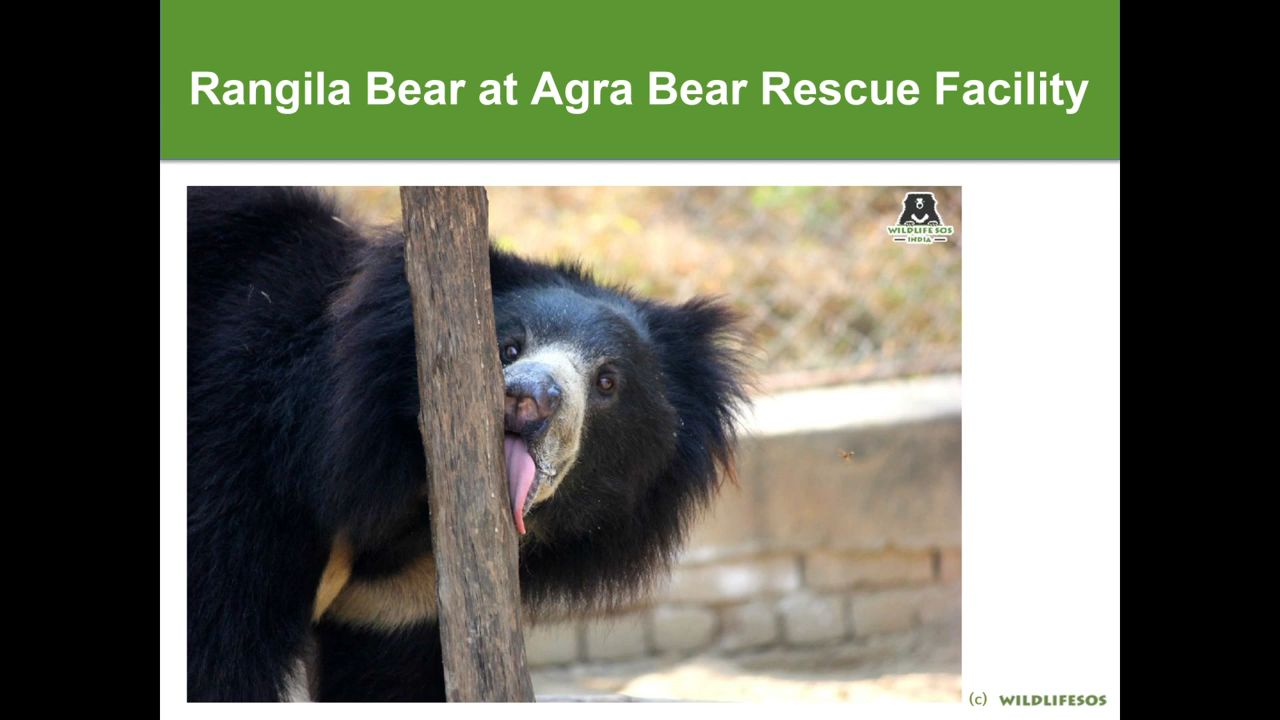 Rangila Bear at Agra Bear Rescue Facility
WILDLIFE SOS
INDIA
(c) WILDLIFESOS